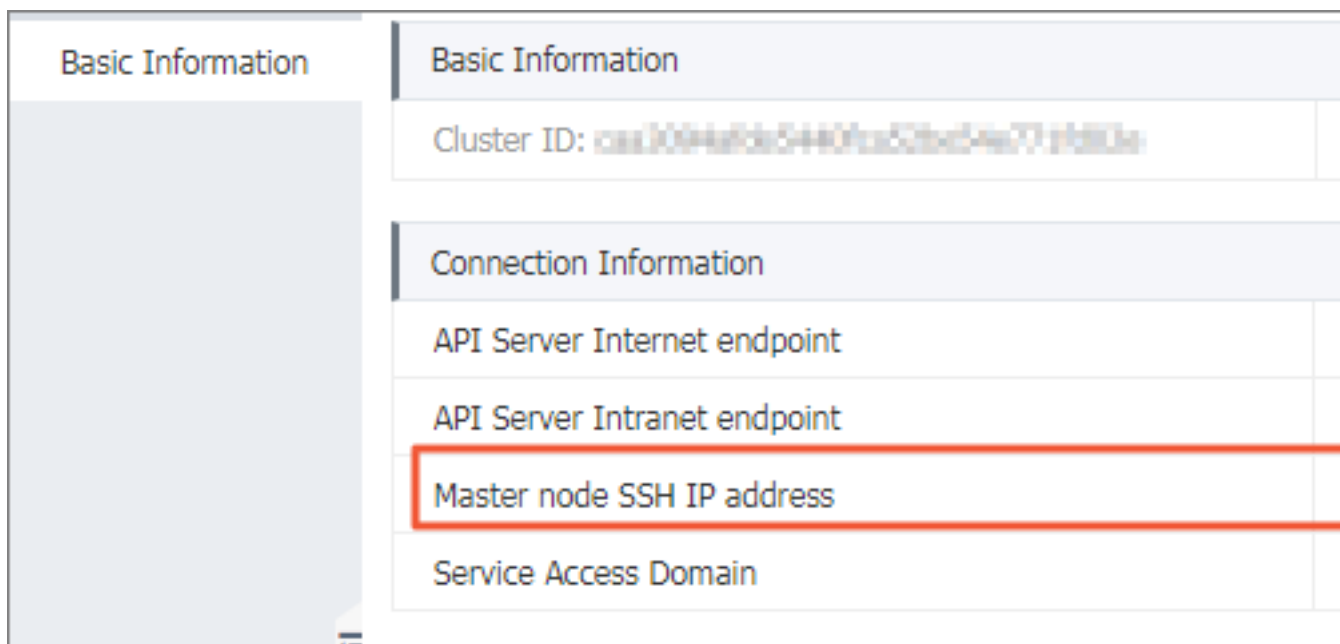 Basic Information
Basic Information
Cluster ID:
Connection Information
API Server Internet endpoint
API Server Intranet endpoint
Master node SSH IP address
Service Access Domain